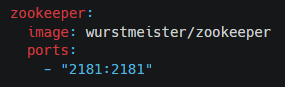 zookeeper:
  image: wurstmeister/zookeeper
  ports:
    - "2181:2181"